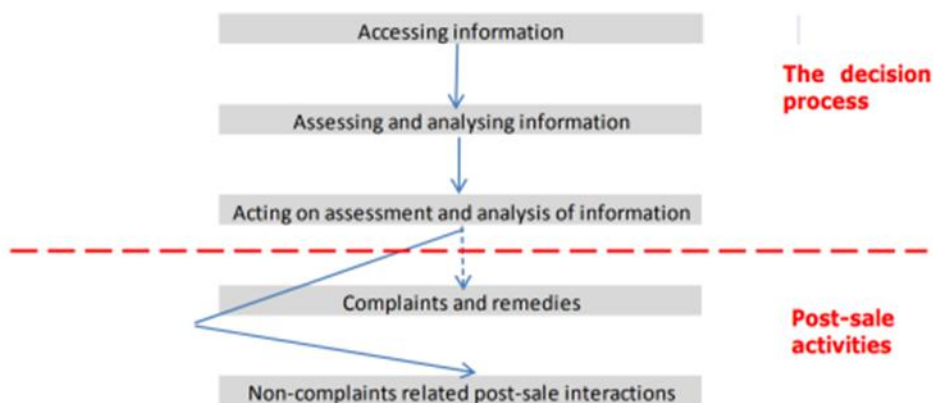 Accessing information
The decision
process
Assessing and analysing information
Acting on assessment and analysis of information
Complaints and remedies
Post-sale
activities
Non-complaints related post-sale interactions